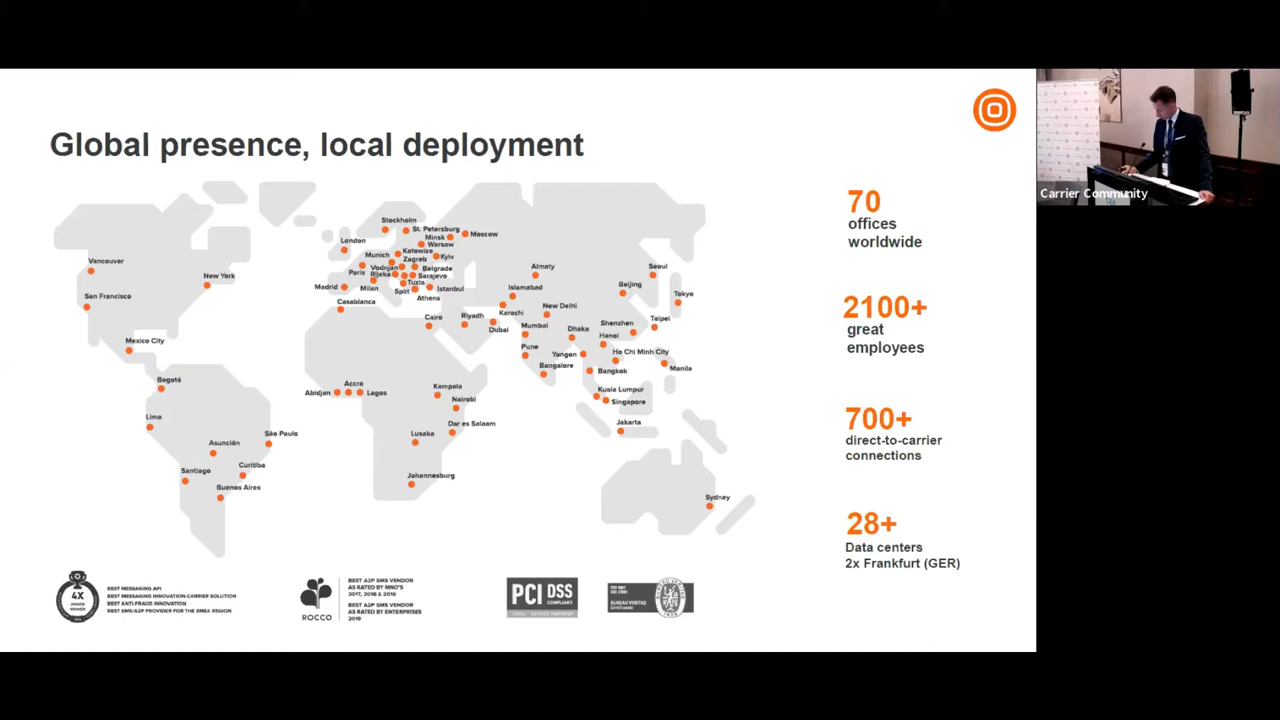 Global presence, local deployment
Carrier Community
70
offices
worldwide
2100+
great
employees
700+
direct-to-carrier
connections
28+
Data centers
2x Frankfurt (GER)
Stockholm
St. Petersburg
Moscow
Minsk
Warsaw
London
Munich
Katowice
Kyiv
Zagreb
Vodnjan
Belgrade
Paris
Rijeka
Sarajevo
Madrid
Milan
Tuzla
Split
Istanbul
Athens
Casablanca
Vancouver
New York
San Francisco
Mexico City
Bogotá
Lima
Asunción
São Paulo
Santiago
Curitiba
Buenos Aires
Cairo
Riyadh
Dubai
Accra
Abidjan
Lagos
Kampala
Nairobi
Dar es Salaam
Lusaka
Johannesburg
Almaty
Islamabad
Karachi
New Delhi
Mumbai
Pune
Bangalore
Dhaka
Yangon
Seoul
Beijing
Tokyo
Shenzhen
Taipei
Hanoi
Ho Chi Minh City
Bangkok
Manila
Kuala Lumpur
Singapore
Jakarta
Sydney
4X
BEST MESSAGING API
BEST MESSAGING INNOVATION-CARRIER SOLUTION
BEST ANTI-FRAUD INNOVATION
BEST SMS/A2P PROVIDER FOR THE EMEA REGION
ROCCO
BEST A2P SMS VENDOR
AS RATED BY MNO'S
2017, 2018 & 2019
BEST A2P SMS VENDOR
AS RATED BY ENTERPRISES
2019
PCI DSS
COMPLIANT
BUREAU VERITAS
Certification